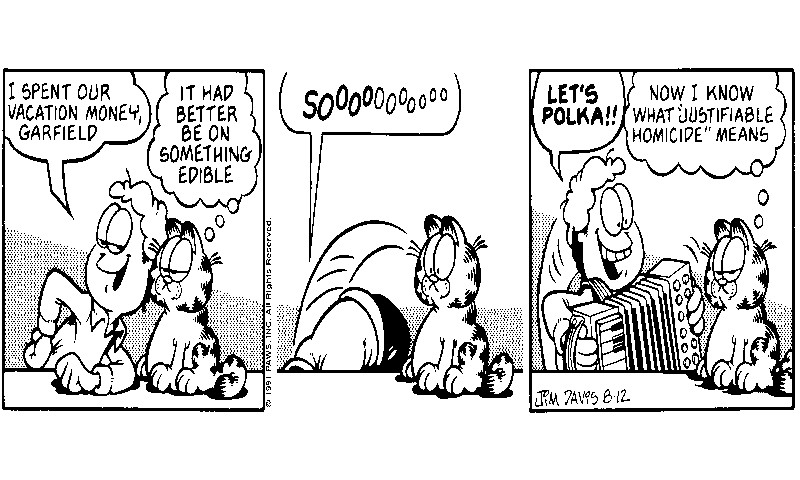 I SPENT OUR
VACATION MONEY,
GARFIELD
IT HAD
BETTER
BE ON
SOMETHING
EDIBLE
© 1991 PAWS, INC. All Rights Reserved.
SOOOOOOOOOO
LET'S
POLKA!!
NOW I KNOW
WHAT "JUSTIFIABLE
HOMICIDE" MEANS
JIM DAVIS 8-12